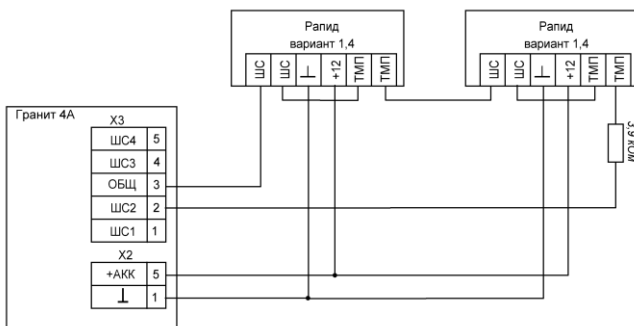 Рапид
вариант 1,4
ШС ШС ⊥ +12 ТМП ТМП
Рапид
вариант 1,4
ШС ШС ⊥ +12 ТМП ТМП
3,9 кОм
Гранит 4А
X3
ШС4 5
ШС3 4
ОБЩ 3
ШС2 2
ШС1 1
X2
+АКК 5
⊥ 1